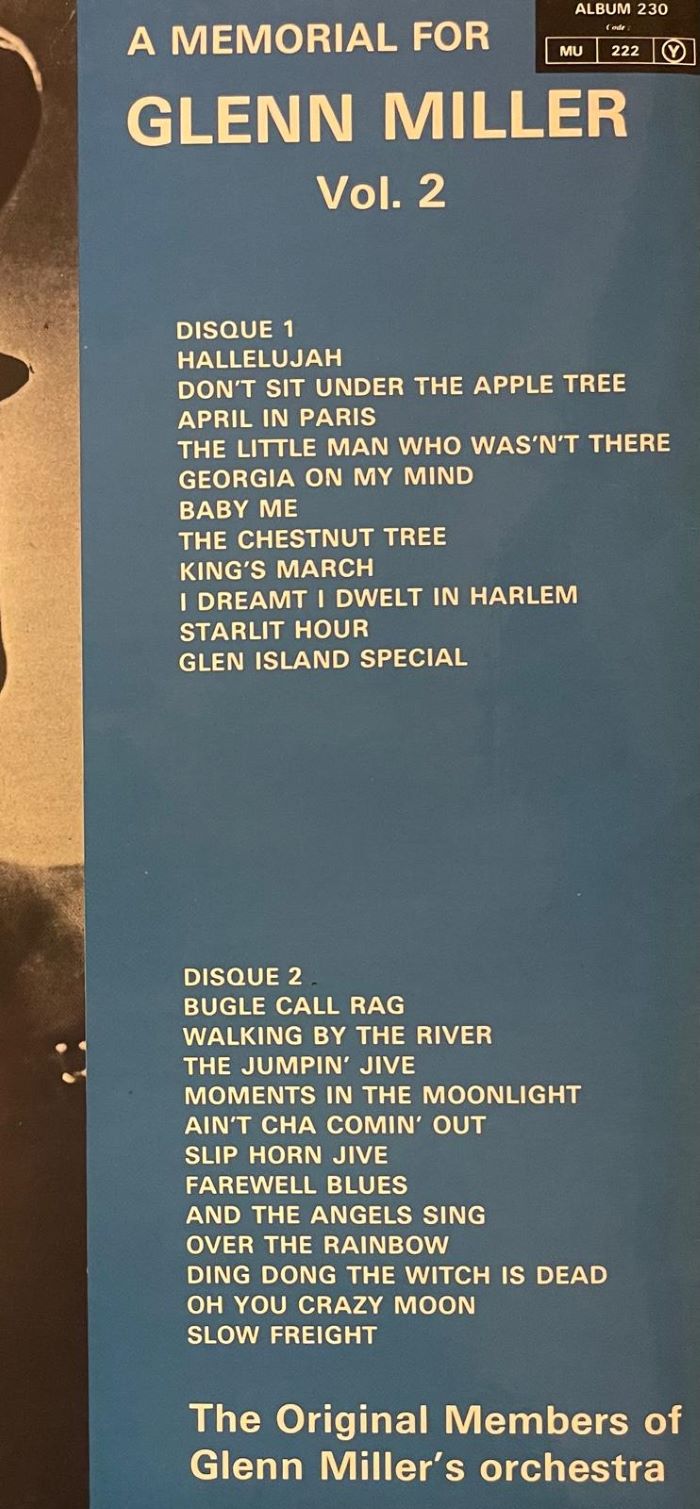 ALBUM 230
Code :
MU 222 Y
A MEMORIAL FOR
GLENN MILLER
Vol. 2
DISQUE 1
HALLELUJAH
DON'T SIT UNDER THE APPLE TREE
APRIL IN PARIS
THE LITTLE MAN WHO WAS'N'T THERE
GEORGIA ON MY MIND
BABY ME
THE CHESTNUT TREE
KING'S MARCH
I DREAMT I DWELT IN HARLEM
STARLIT HOUR
GLEN ISLAND SPECIAL
DISQUE 2
BUGLE CALL RAG
WALKING BY THE RIVER
THE JUMPIN' JIVE
MOMENTS IN THE MOONLIGHT
AIN'T CHA COMIN' OUT
SLIP HORN JIVE
FAREWELL BLUES
AND THE ANGELS SING
OVER THE RAINBOW
DING DONG THE WITCH IS DEAD
OH YOU CRAZY MOON
SLOW FREIGHT
The Original Members of
Glenn Miller's orchestra